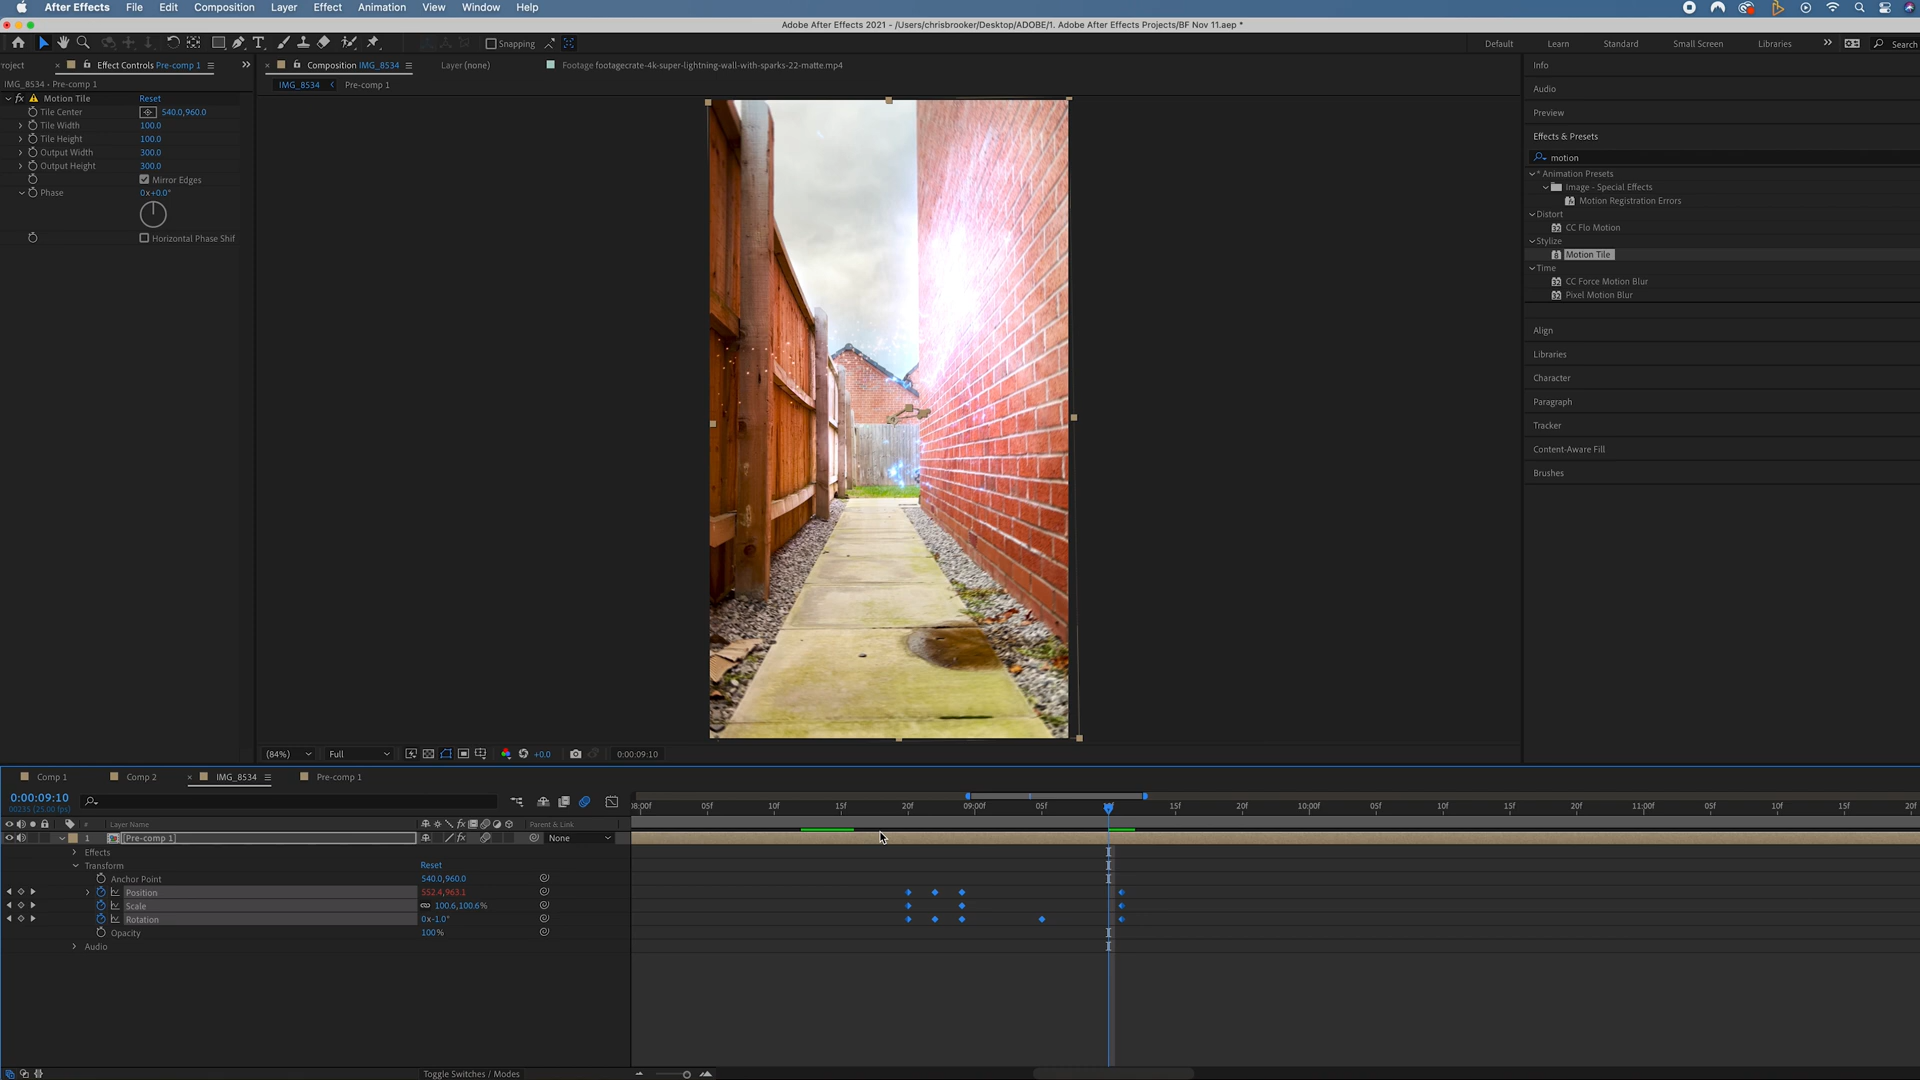 After Effects File Edit Composition Layer Effect Animation View Window Help
Adobe After Effects 2021 - /Users/chrisbrooker/Desktop/ADOBE/1. Adobe After Effects Projects/BF Nov 11.aep *
Snapping Default Learn Standard Small Screen Libraries Search
roject Effect Controls Pre-comp 1 Composition IMG_8534 Layer (none) Footage footagecrate-4k-super-lightning-wall-with-sparks-22-matte.mp4 Info
IMG_8534 • Pre-comp 1 IMG_8534 Pre-comp 1
Audio
fx Motion Tile Reset
Tile Center 540.0,960.0 Preview
Tile Width 100.0
Tile Height 100.0 Effects & Presets
Output Width 300.0 motion
Output Height 300.0
Mirror Edges * Animation Presets
Phase 0x+0.0° Image - Special Effects
Motion Registration Errors
Distort
CC Flo Motion
Horizontal Phase Shif Stylize
Motion Tile
Time
CC Force Motion Blur
Pixel Motion Blur
Align
Libraries
Character
Paragraph
Tracker
Content-Aware Fill
Brushes
(84%) Full +0.0 0:00:09:10
Comp 1 Comp 2 IMG_8534 Pre-comp 1
0:00:09:10
00235 (25.00 fps)
05f 10f 15f 20f 09:00f 05f 15f 20f 10:00f 05f 10f 15f 20f 11:00f 05f 10f 15f 20f
# Layer Name fx Parent & Link
1 [Pre-comp 1] fx None
Effects
Transform Reset
Anchor Point 540.0,960.0
Position 552.4,963.1
Scale 100.6,100.6%
Rotation 0x-1.0°
Opacity 100%
Audio
Toggle Switches / Modes